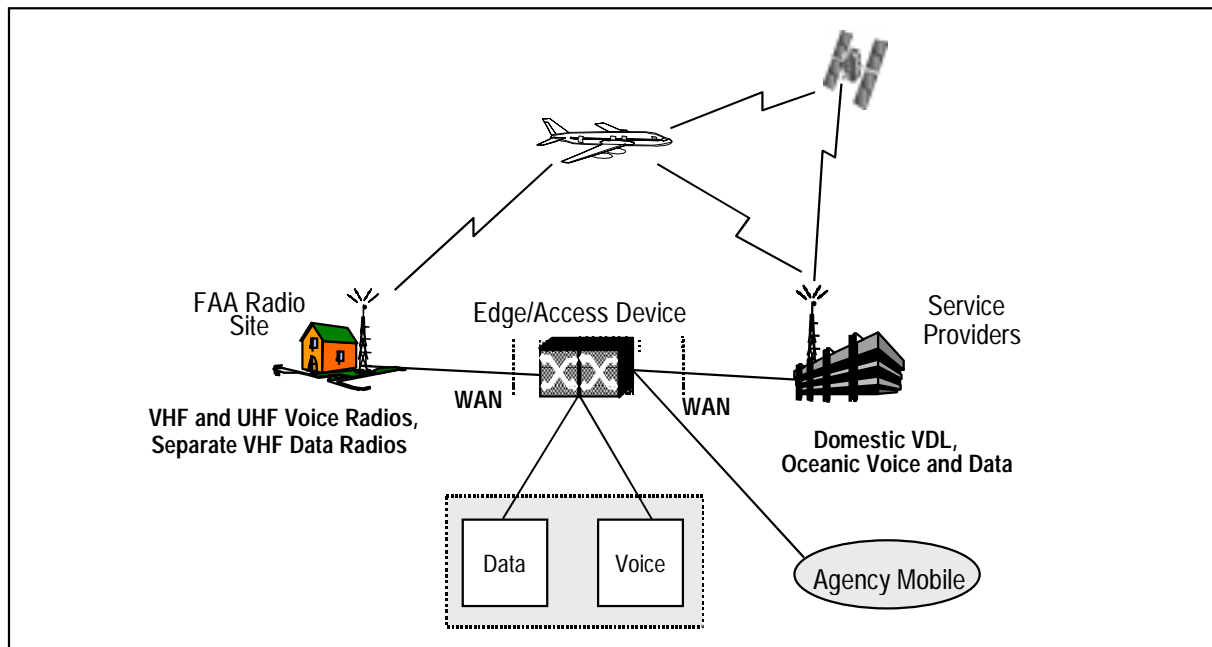 FAA Radio
Site
Edge/Access Device
Service
Providers
WAN
WAN
VHF and UHF Voice Radios,
Separate VHF Data Radios
Domestic VDL,
Oceanic Voice and Data
Data
Voice
Agency Mobile